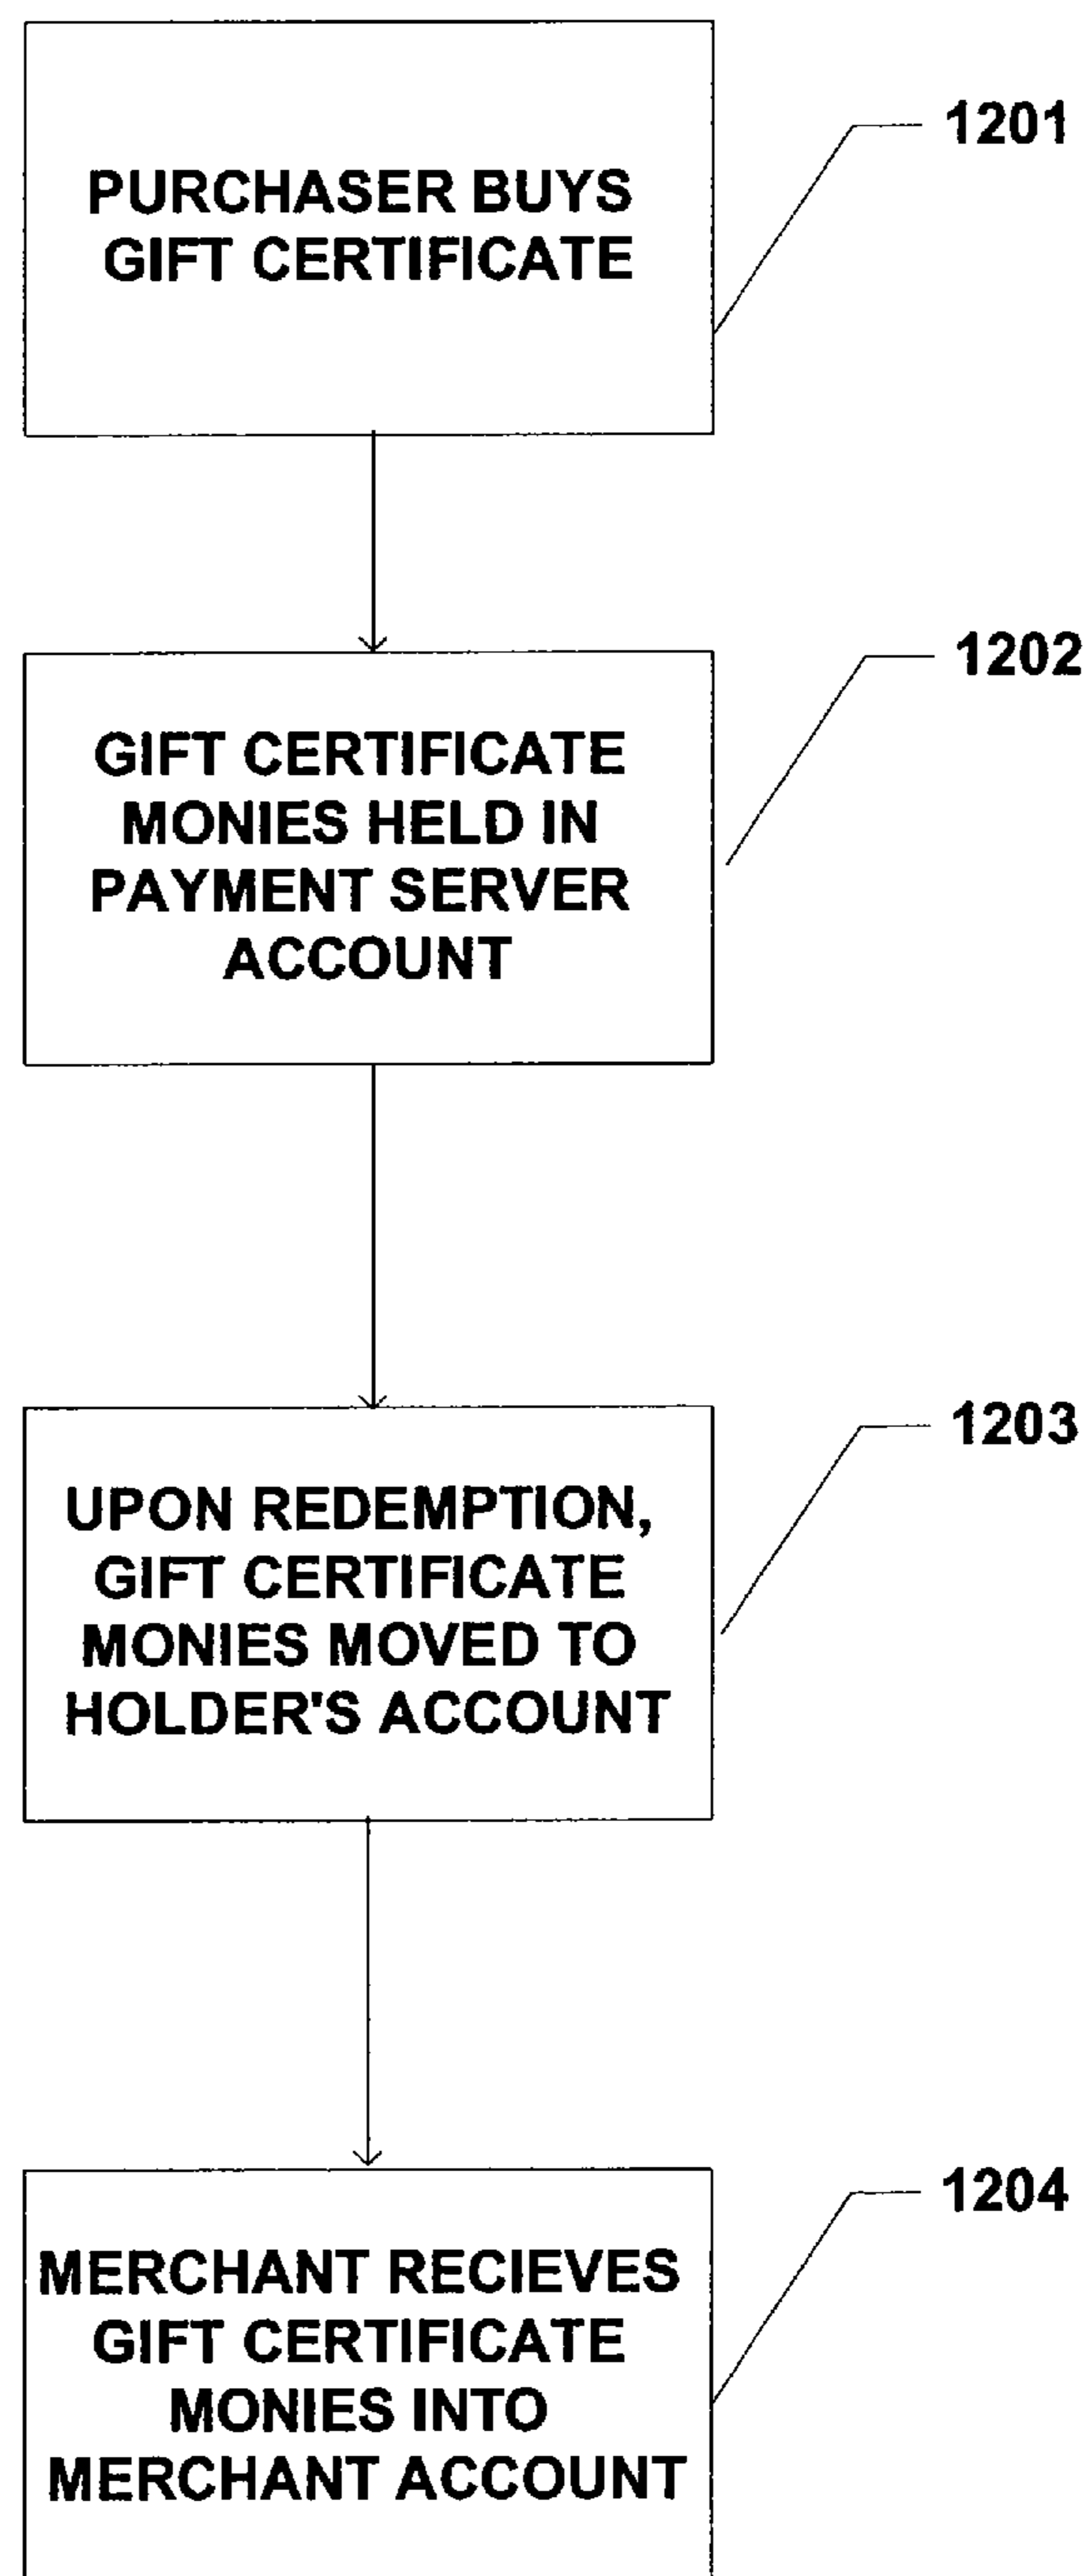 PURCHASER BUYS
GIFT CERTIFICATE
1201
GIFT CERTIFICATE
MONIES HELD IN
PAYMENT SERVER
ACCOUNT
1202
UPON REDEMPTION,
GIFT CERTIFICATE
MONIES MOVED TO
HOLDER'S ACCOUNT
1203
MERCHANT RECIEVES
GIFT CERTIFICATE
MONIES INTO
MERCHANT ACCOUNT
1204